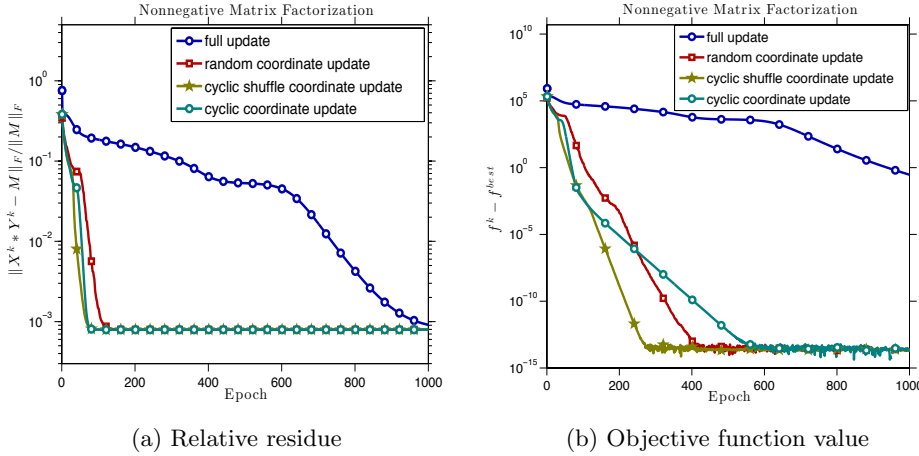 Nonnegative Matrix Factorization
full update
random coordinate update
cyclic shuffle coordinate update
cyclic coordinate update
10^0
10^-1
10^-2
10^-3
‖X^k * Y^k − M‖_F/‖M‖_F
0 200 400 600 800 1000
Epoch
(a) Relative residue
Nonnegative Matrix Factorization
full update
random coordinate update
cyclic shuffle coordinate update
cyclic coordinate update
10^10
10^5
10^0
10^-5
10^-10
10^-15
f^k − f^best
0 200 400 600 800 1000
Epoch
(b) Objective function value